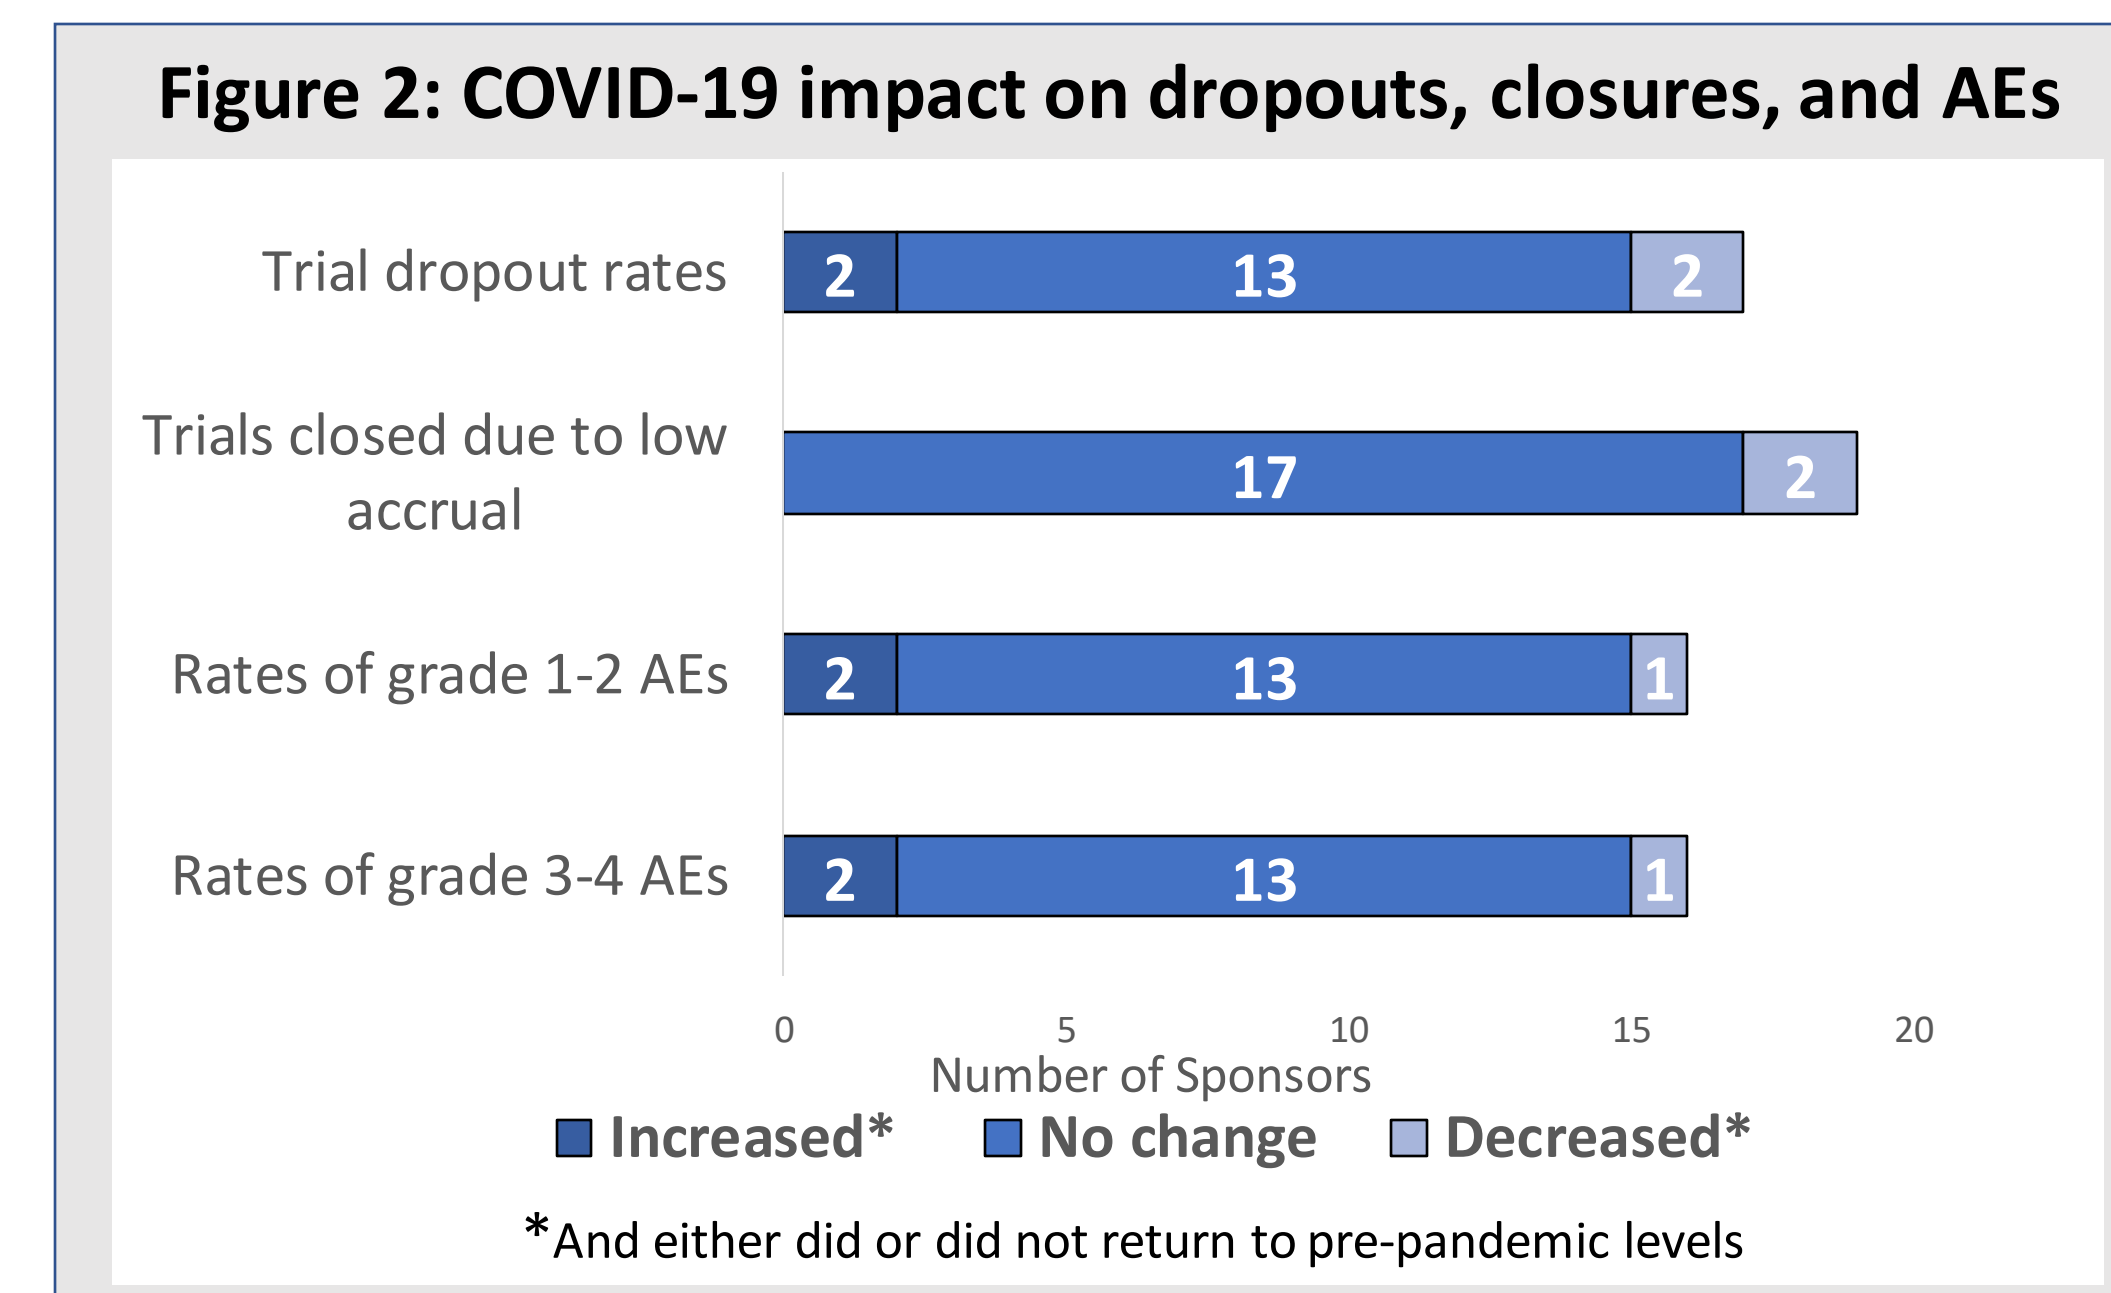 Figure 2: COVID-19 impact on dropouts, closures, and AEs
Trial dropout rates
2 13 2
Trials closed due to low
accrual
17 2
Rates of grade 1-2 AEs
2 13 1
Rates of grade 3-4 AEs
2 13 1
0 5 10 15 20
Number of Sponsors
Increased* No change Decreased*
*And either did or did not return to pre-pandemic levels